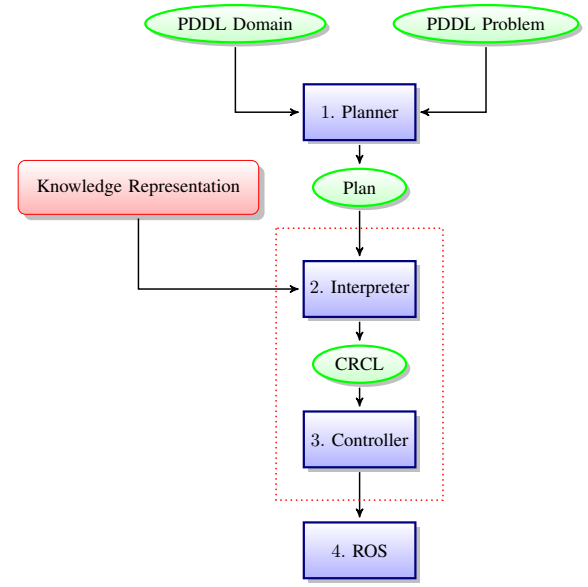 PDDL Domain
PDDL Problem
1. Planner
Knowledge Representation
Plan
2. Interpreter
CRCL
3. Controller
4. ROS